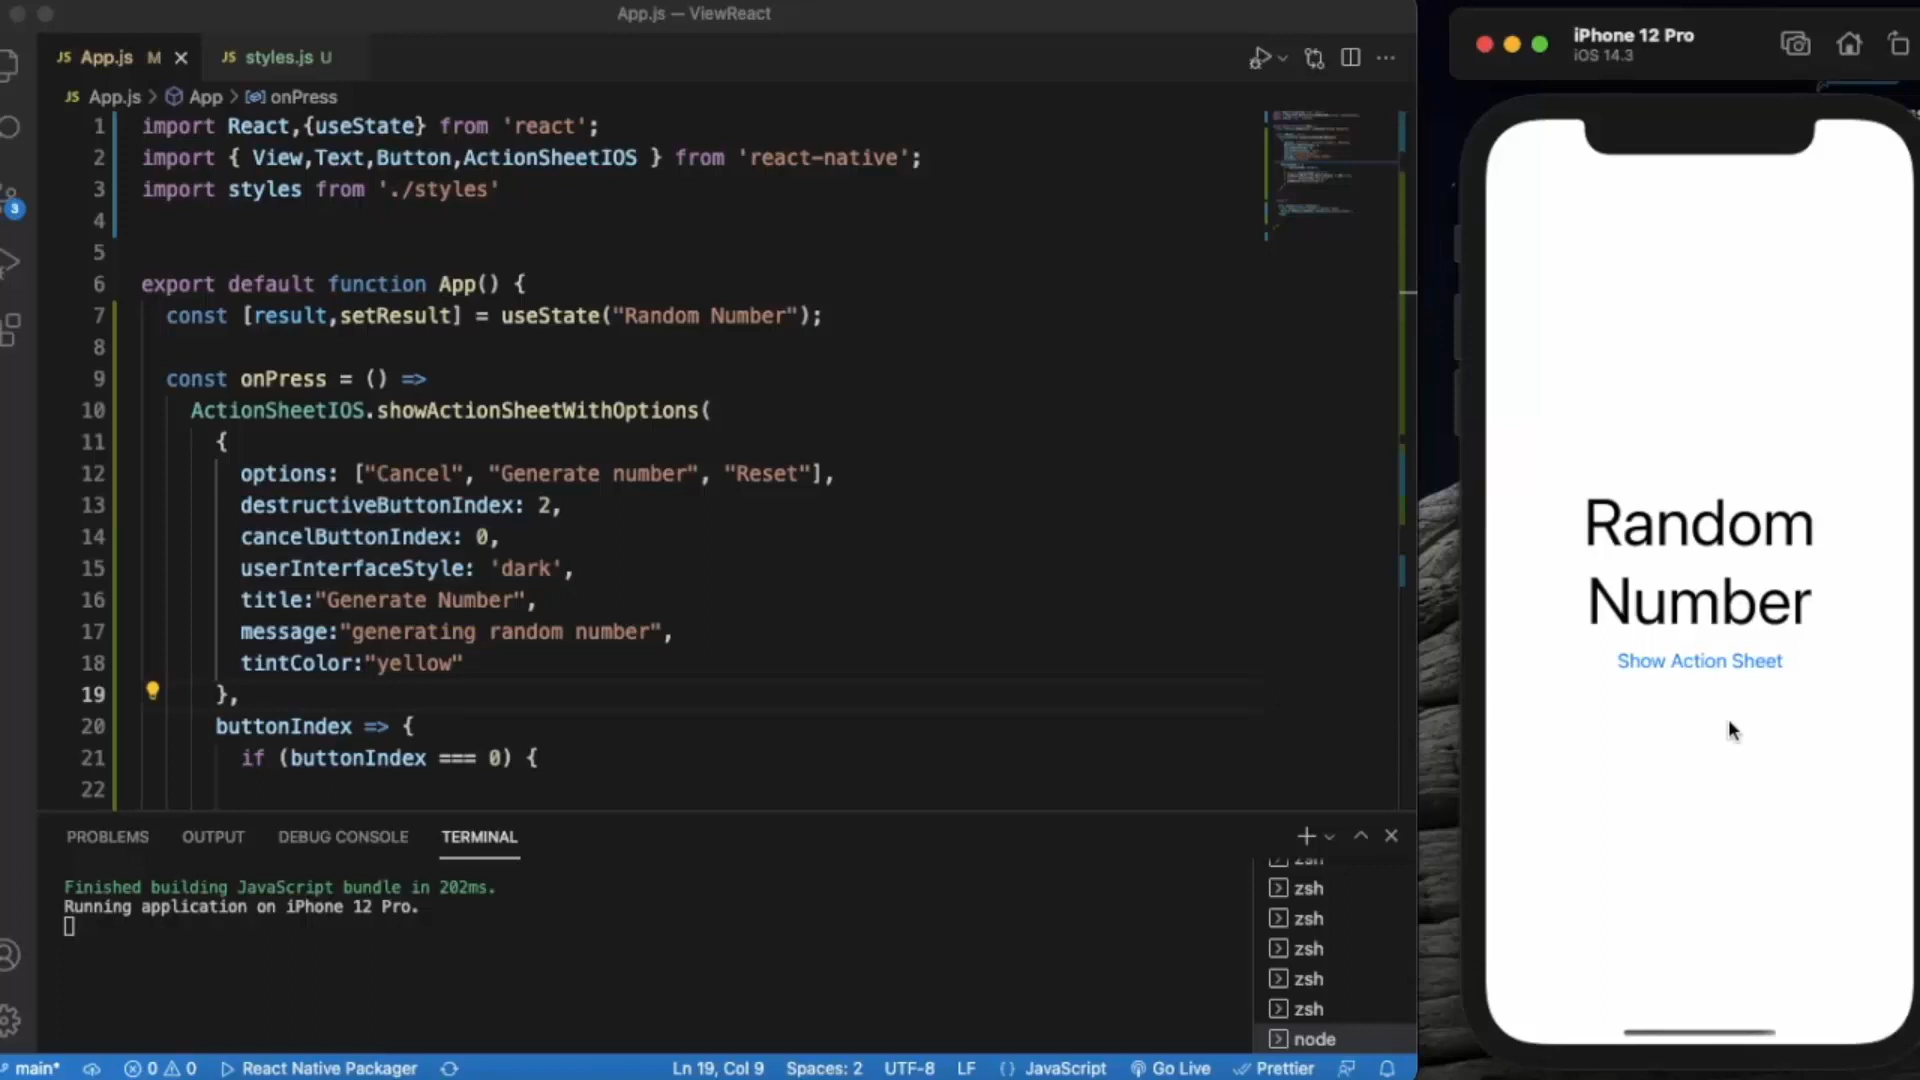 App.js — ViewReact
JS App.js M
JS styles.js U
JS App.js > App > onPress
1 import React,{useState} from 'react';
2 import { View,Text,Button,ActionSheetIOS } from 'react-native';
3 import styles from './styles'
4
5
6 export default function App() {
7 const [result,setResult] = useState("Random Number");
8
9 const onPress = () =>
10 ActionSheetIOS.showActionSheetWithOptions(
11 {
12 options: ["Cancel", "Generate number", "Reset"],
13 destructiveButtonIndex: 2,
14 cancelButtonIndex: 0,
15 userInterfaceStyle: 'dark',
16 title:"Generate Number",
17 message:"generating random number",
18 tintColor:"yellow"
19 },
20 buttonIndex => {
21 if (buttonIndex === 0) {
22
3
PROBLEMS OUTPUT DEBUG CONSOLE TERMINAL
Finished building JavaScript bundle in 202ms.
Running application on iPhone 12 Pro.
zsh
zsh
zsh
zsh
zsh
zsh
node
main* 0 0 React Native Packager Ln 19, Col 9 Spaces: 2 UTF-8 LF {} JavaScript Go Live Prettier
iPhone 12 Pro
iOS 14.3
Random
Number
Show Action Sheet